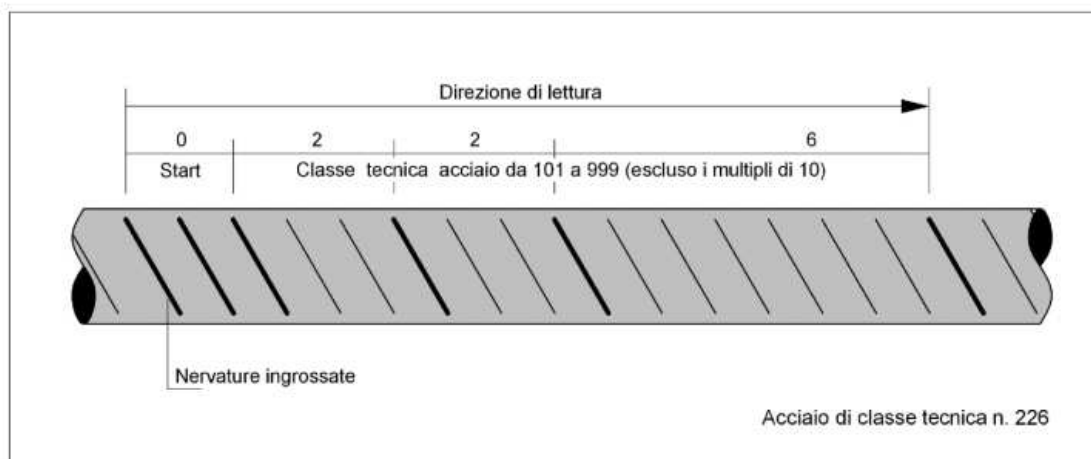 Direzione di lettura
0 2 2 6
Start Classe tecnica acciaio da 101 a 999 (escluso i multipli di 10)
Nervature ingrossate
Acciaio di classe tecnica n. 226